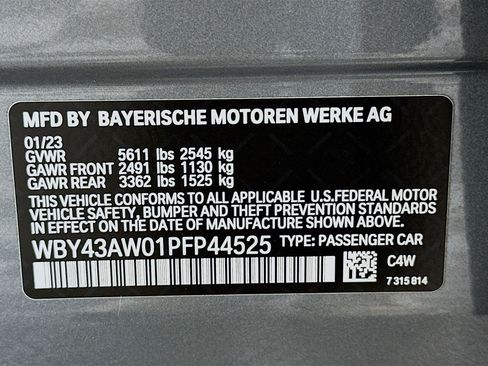 MFD BY BAYERISCHE MOTOREN WERKE AG
01/23
GVWR 5611 lbs 2545 kg
GAWR FRONT 2491 lbs 1130 kg
GAWR REAR 3362 lbs 1525 kg
THIS VEHICLE CONFORMS TO ALL APPLICABLE U.S.FEDERAL MOTOR
VEHICLE SAFETY, BUMPER, AND THEFT PREVENTION STANDARDS
IN EFFECT ON THE DATE OF MANUFACTURE SHOWN ABOVE.
WBY43AW01PFP44525 TYPE: PASSENGER CAR
C4W
7315814